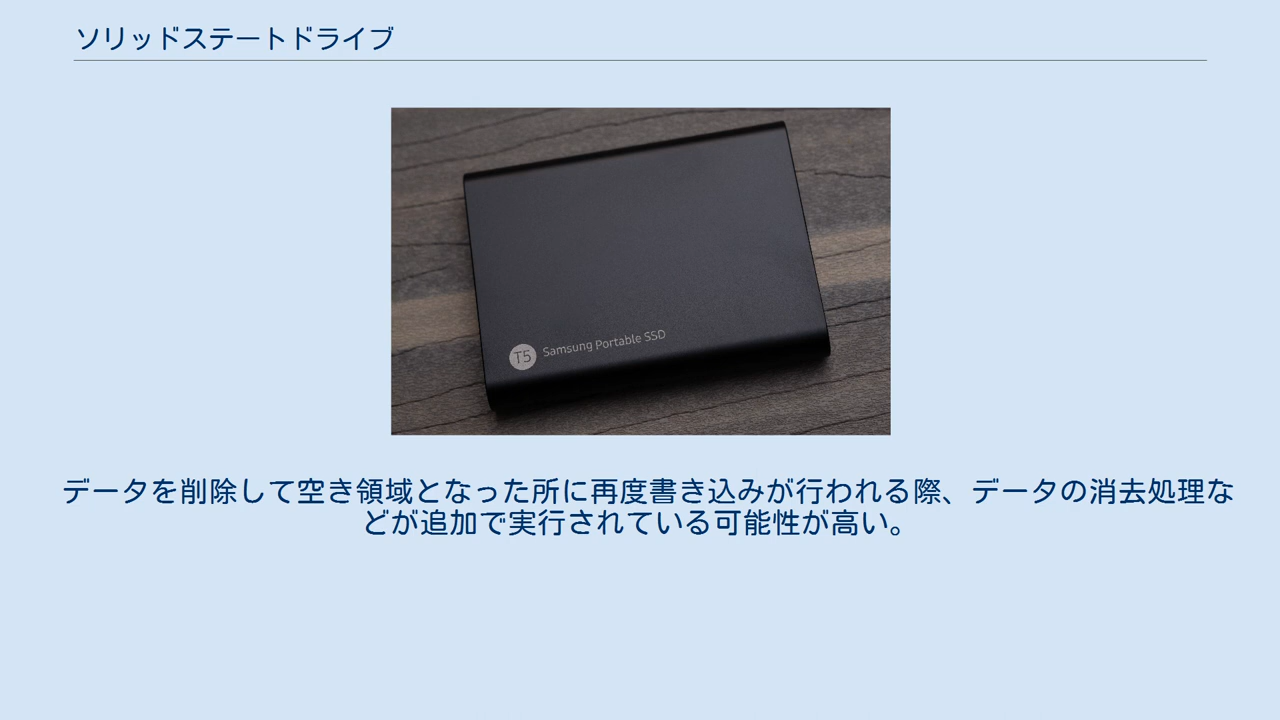 ソリッドステートドライブ
T5 Samsung Portable SSD
データを削除して空き領域となった所に再度書き込みが行われる際、データの消去処理な
どが追加で実行されている可能性が高い。